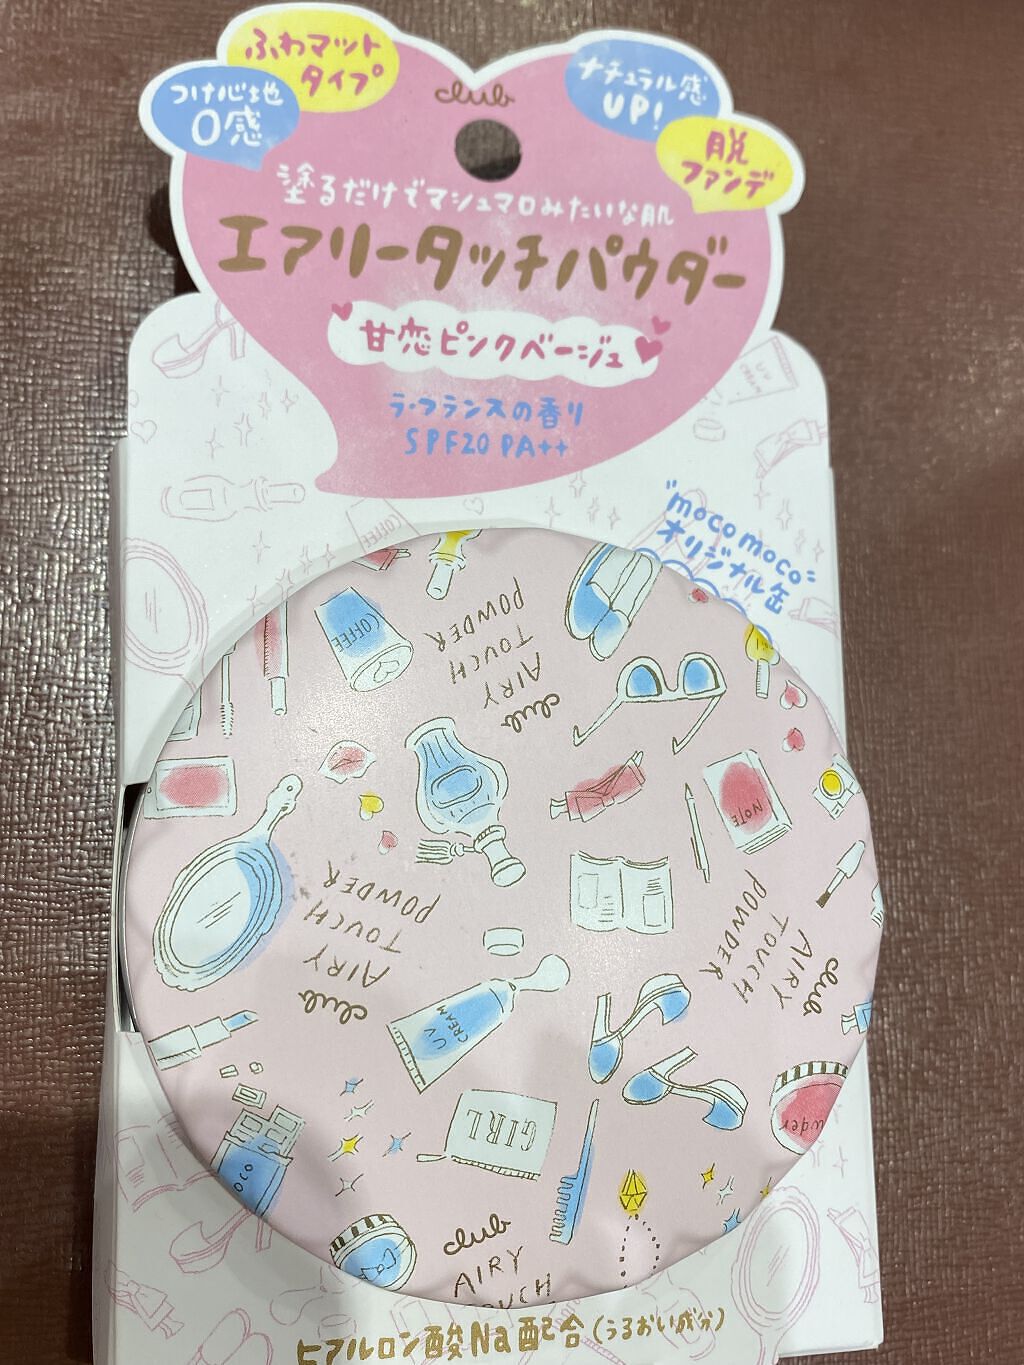 ふわマット
タイプ
つけ心地
0感
club
ナチュラル感
UP!
脱
ファンデ
塗るだけでマシュマロみたいな肌
エアリータッチパウダー
甘恋ピンクベージュ
ラ・フランスの香り
SPF20 PA++
UV
CREAM
COFFEE
"mocomoco"
オリジナル缶
COFFEE
club
AIRY
TOUCH
POWDER
NOTE
club
AIRY
TOUCH
POWDER
club
AIRY
TOUCH
POWDER
UV
CREAM
GIRL
club
AIRY
TOUCH
ヒアルロン酸Na配合(うるおい成分)